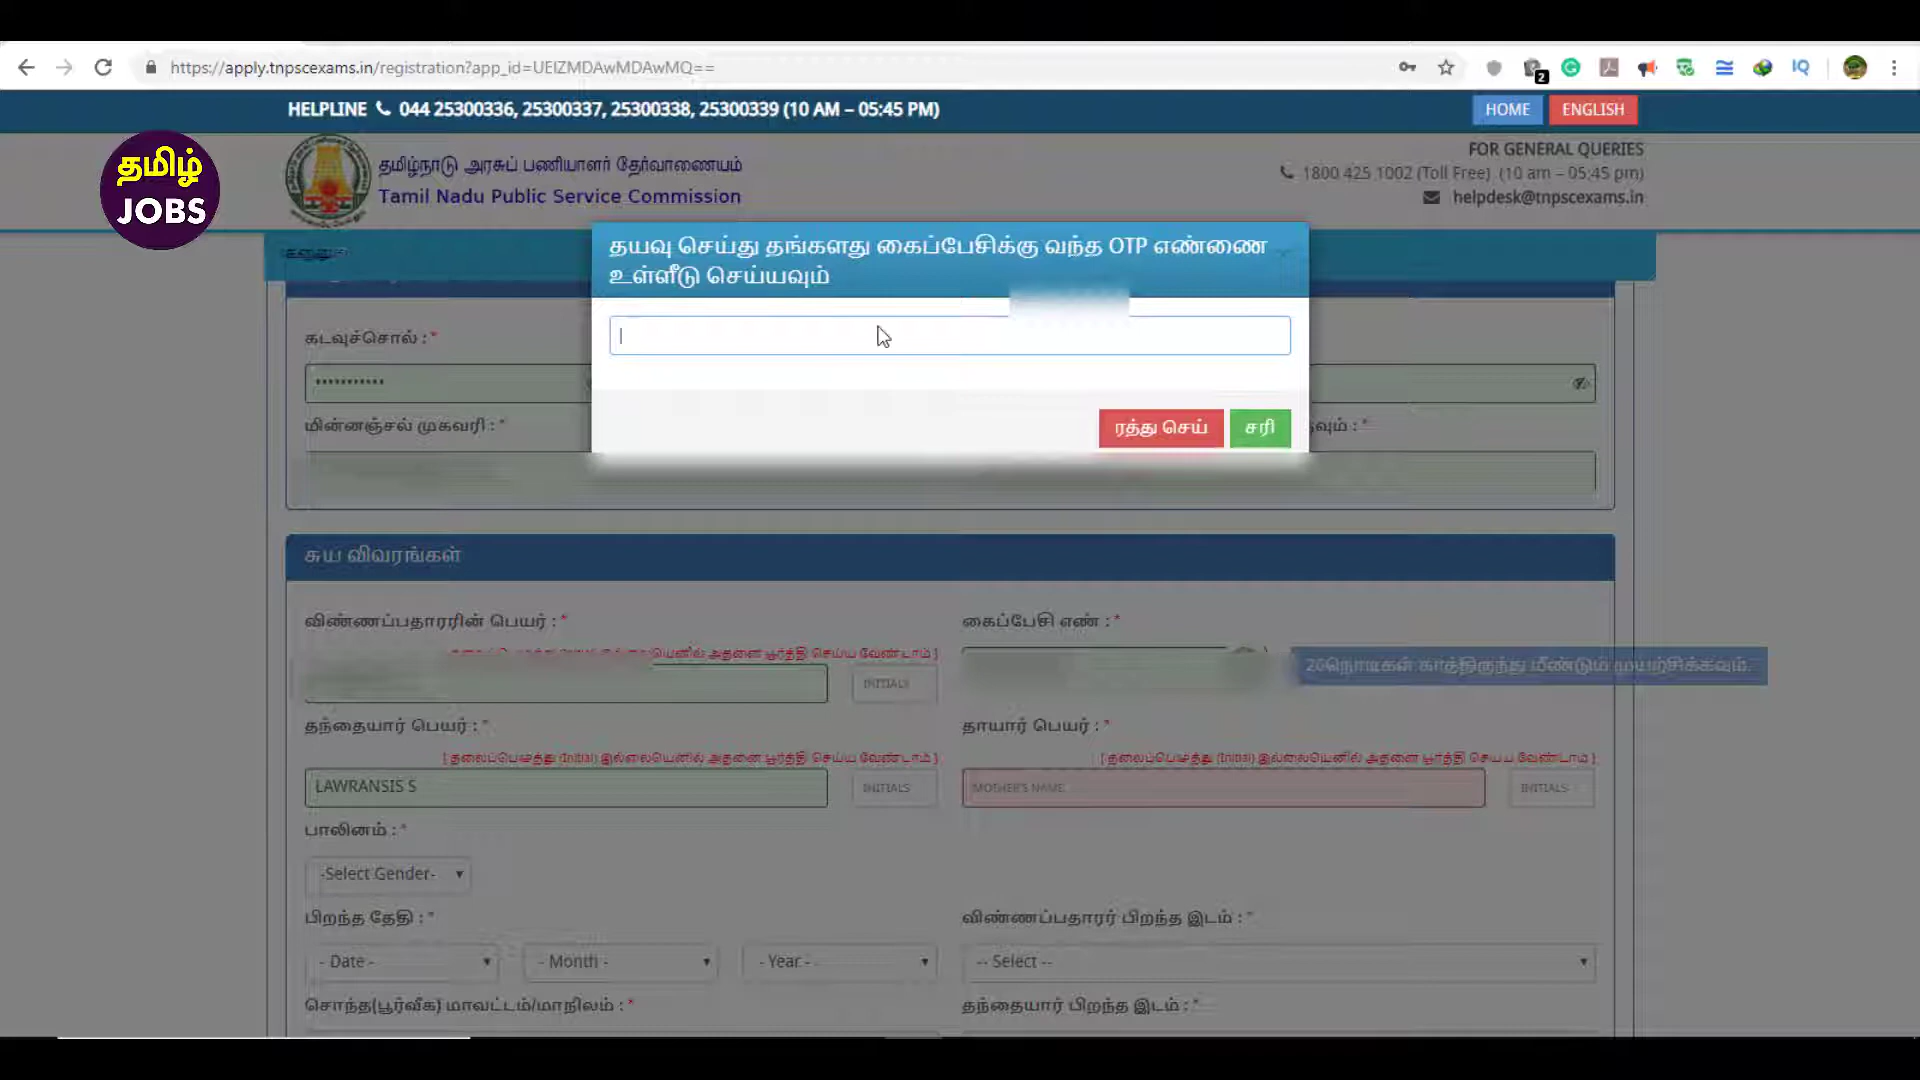 https://apply.tnpscexams.in/registration?app_id=UEIZMDAwMDAwMQ==
2
HELPLINE 044 25300336, 25300337, 25300338, 25300339 (10 AM – 05:45 PM)
HOME
ENGLISH
தமிழ்
JOBS
தமிழ்நாடு அரசுப் பணியாளர் தேர்வாணையம்
Tamil Nadu Public Service Commission
FOR GENERAL QUERIES
1800 425 1002 (Toll Free) (10 am – 05:45 pm)
helpdesk@tnpscexams.in
தயவு செய்து தங்களது கைப்பேசிக்கு வந்த OTP எண்ணை
உள்ளீடு செய்யவும்
கடவுச்சொல் : *
•••••••••••
ரத்து செய்
சரி
மின்னஞ்சல் முகவரி : *
வும் : *
சுய விவரங்கள்
விண்ணப்பதாரரின் பெயர் : *
கைப்பேசி எண் : *
அதனை பூர்த்தி செய்ய வேண்டாம் ]
INITIALS
20நொடிகள் காத்திருந்து மீண்டும் முயற்சிக்கவும்.
தந்தையார் பெயர் : *
தாயார் பெயர் : *
[ தலைப்பெழுத்து (Initial) இல்லையெனில் அதனை பூர்த்தி செய்ய வேண்டாம் ]
[ தலைப்பெழுத்து (Initial) இல்லையெனில் அதனை பூர்த்தி செய்ய வேண்டாம் ]
LAWRANSIS S
INITIALS
MOTHER'S NAME
INITIALS
பாலினம் : *
-Select Gender-
பிறந்த தேதி : *
விண்ணப்பதாரர் பிறந்த இடம் : *
- Date -
- Month -
- Year -
-- Select --
சொந்த(பூர்வீக) மாவட்டம்/மாநிலம் : *
தந்தையார் பிறந்த இடம் : *